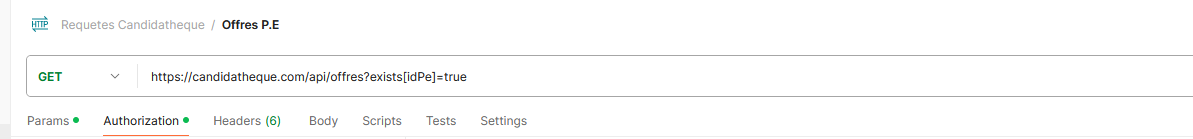 HTTP Requetes Candidatheque / Offres P.E
GET https://candidatheque.com/api/offres?exists[idPe]=true
Params Authorization Headers (6) Body Scripts Tests Settings